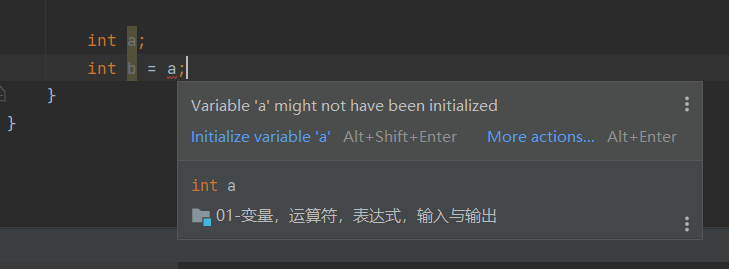 int a;
int b = a;
}
}
Variable 'a' might not have been initialized
Initialize variable 'a' Alt+Shift+Enter More actions... Alt+Enter
int a
01-变量，运算符，表达式，输入与输出